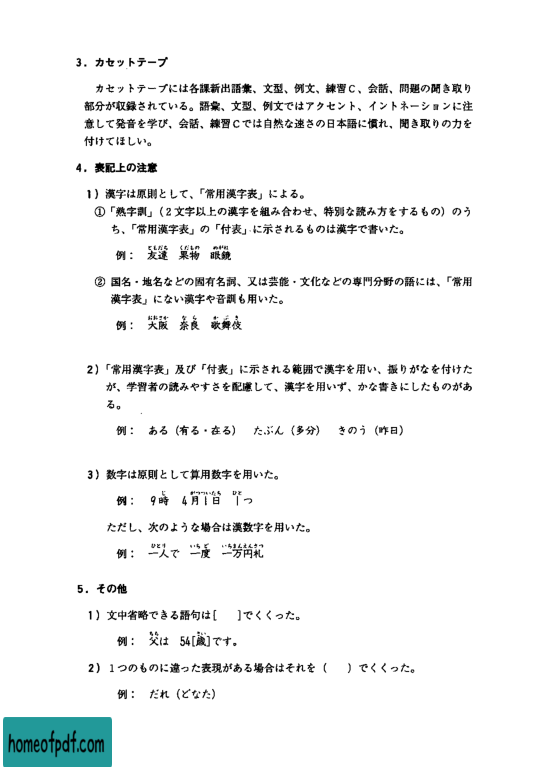 3．カセットテープ
カセットテープには各課新出語彙、文型、例文、練習Ｃ、会話、問題の聞き取り
部分が収録されている。語彙、文型、例文ではアクセント、イントネーションに注
意して発音を学び、会話、練習Ｃでは自然な速さの日本語に慣れ、聞き取りの力を
付けてほしい。
4．表記上の注意
1）漢字は原則として、「常用漢字表」による。
①「熟字訓」（２文字以上の漢字を組み合わせ、特別な読み方をするもの）のう
ち、「常用漢字表」の「付表」に示されるものは漢字で書いた。
ともだち くだもの めがね
例： 友達 果物 眼鏡
② 国名・地名などの固有名詞、又は芸能・文化などの専門分野の語には、「常用
漢字表」にない漢字や音訓も用いた。
おおさか なら かぶき
例： 大阪 奈良 歌舞伎
2）「常用漢字表」及び「付表」に示される範囲で漢字を用い、振りがなを付けた
が、学習者の読みやすさを配慮して、漢字を用いず、かな書きにしたものがあ
る。
例： ある（有る・在る） たぶん（多分） きのう（昨日）
3）数字は原則として算用数字を用いた。
じ がつついたち ひと
例： 9時 4月1日 1つ
ただし、次のような場合は漢数字を用いた。
ひとり いちど いちまんえんさつ
例： 一人で 一度 一万円札
5．その他
1）文中省略できる語句は［　］でくくった。
ちち さい
例： 父は 54［歳］です。
2）１つのものに違った表現がある場合はそれを（　）でくくった。
例： だれ（どなた）
homeofpdf.com